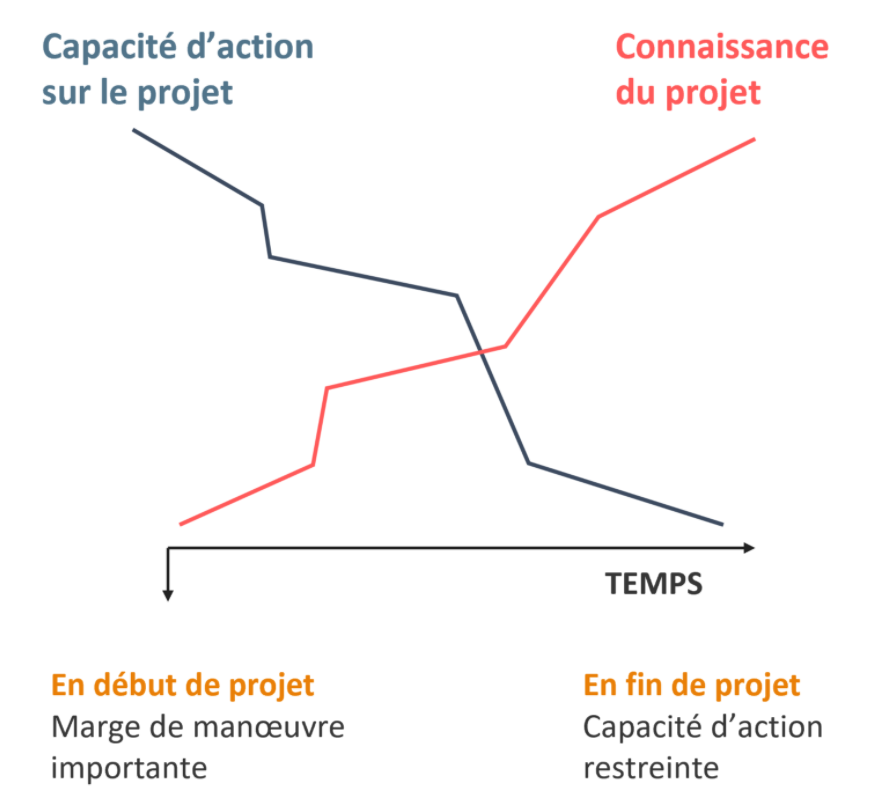 Capacité d’action
sur le projet
Connaissance
du projet
TEMPS
En début de projet
Marge de manœuvre
importante
En fin de projet
Capacité d’action
restreinte